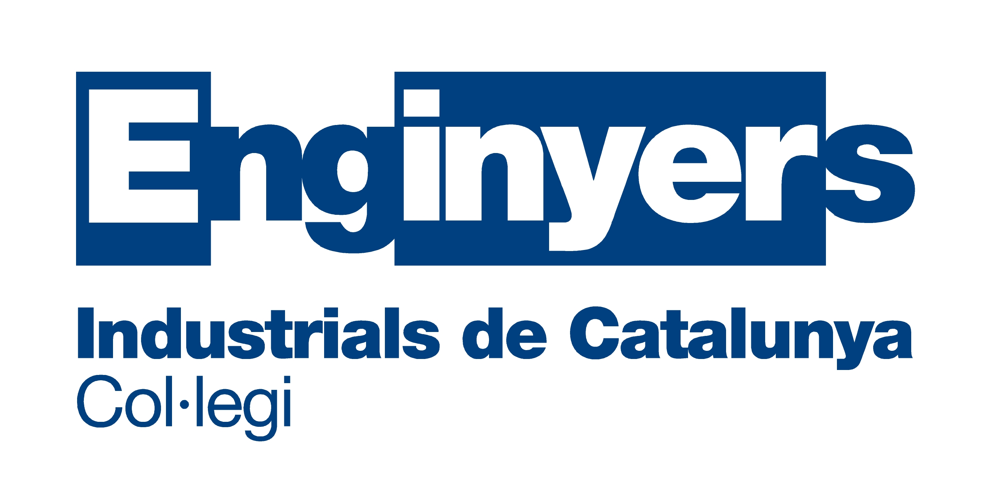 Enginyers
Industrials de Catalunya
Col·legi